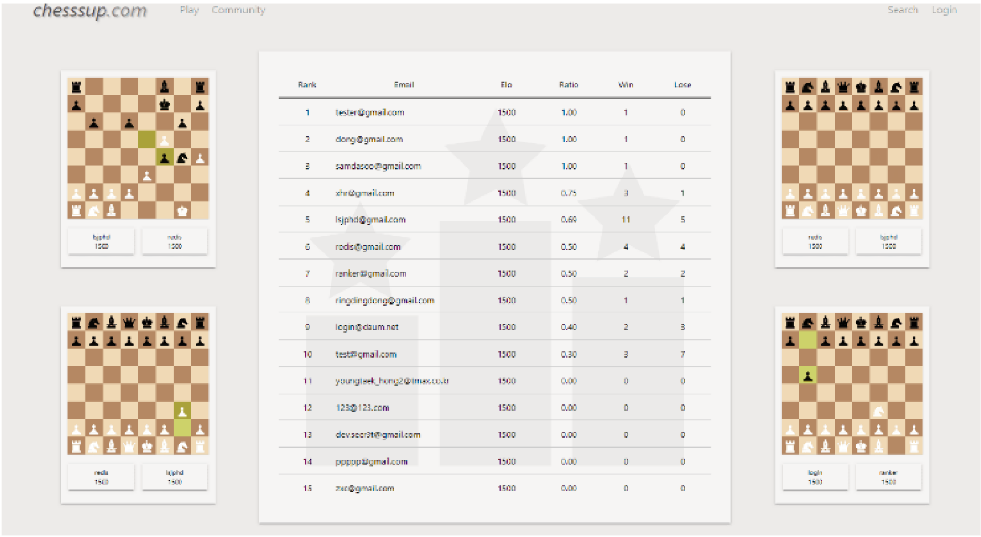 chesssup.com Play Community Search Login
Rank Email Elo Ratio Win Lose
1 tester@gmail.com 1500 1.00 1 0
2 dong@gmail.com 1500 1.00 1 0
3 samdasoo@gmail.com 1500 1.00 1 0
4 xhr@gmail.com 1500 0.75 3 1
5 lsjphd@gmail.com 1500 0.69 11 5
6 redis@gmail.com 1500 0.50 4 4
7 ranker@gmail.com 1500 0.50 2 2
8 ringdingdong@gmail.com 1500 0.50 1 1
9 login@daum.net 1500 0.40 2 3
10 test@gmail.com 1500 0.30 3 7
11 youngteek_hong2@tmax.co.kr 1500 0.00 0 0
12 123@123.com 1500 0.00 0 0
13 dev.secr3t@gmail.com 1500 0.00 0 0
14 ppppp@gmail.com 1500 0.00 0 0
15 zxc@gmail.com 1500 0.00 0 0
lsjphd redis
1500 1500
redis lsjphd
1500 1500
redis lsjphd
1500 1500
login ranker
1500 1500